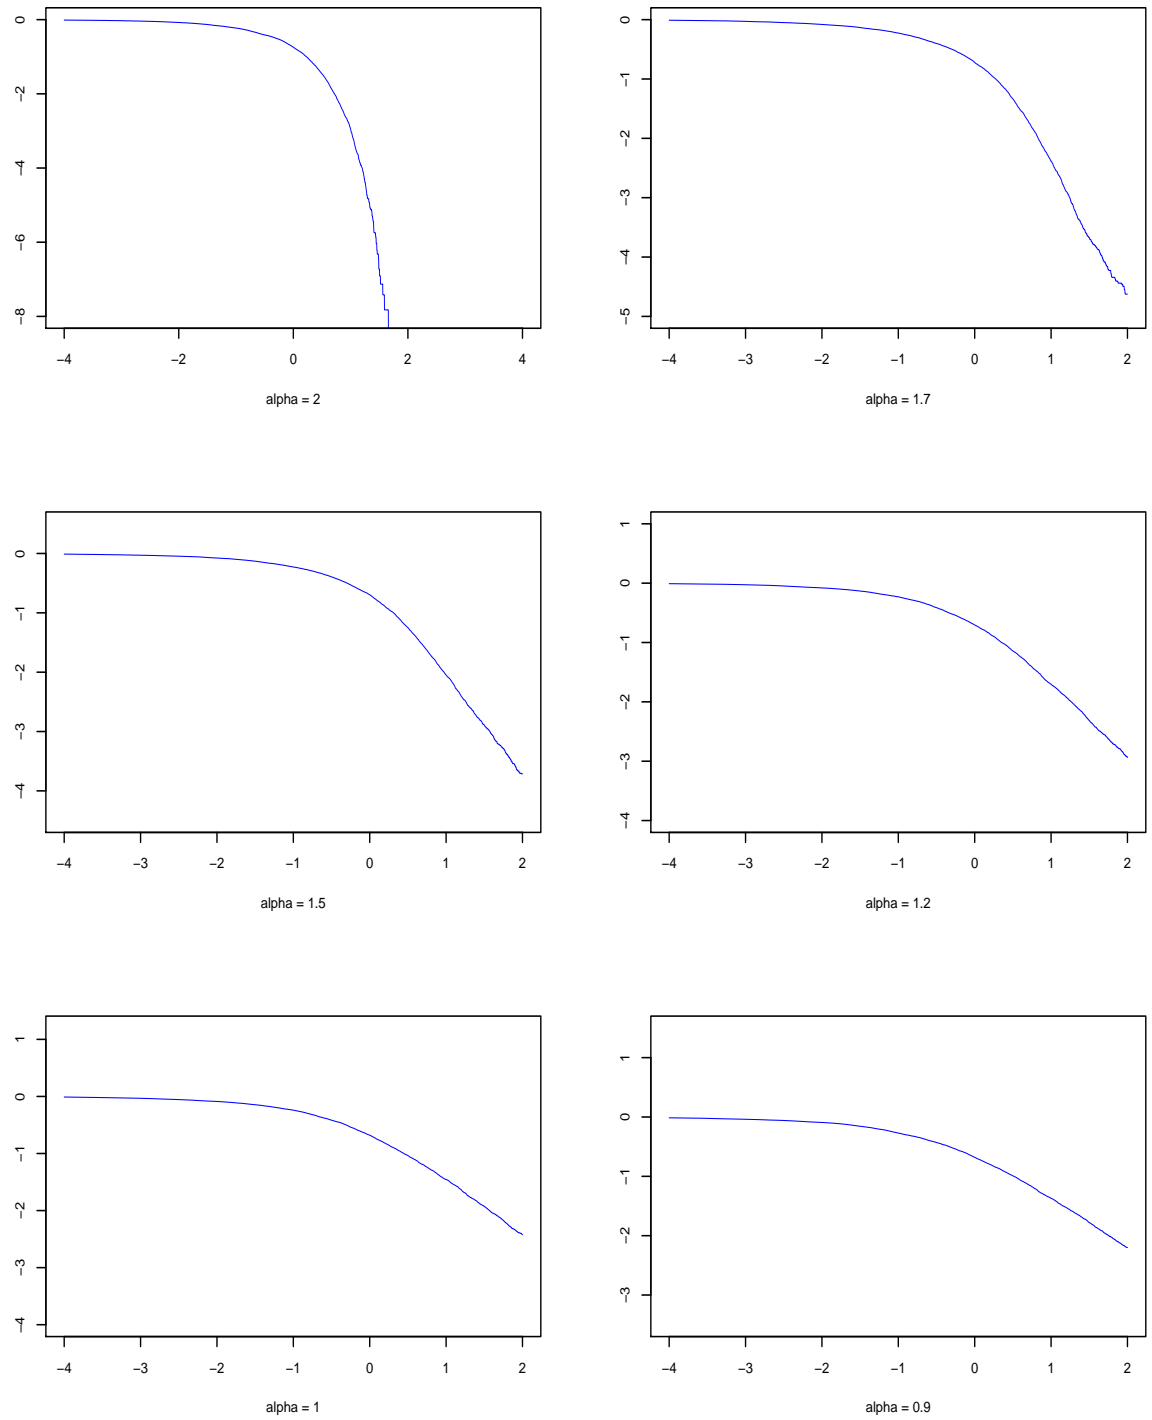 0 −2 −4 −6 −8
−4 −2 0 2 4
alpha = 2
0 −1 −2 −3 −4 −5
−4 −3 −2 −1 0 1 2
alpha = 1.7
0 −1 −2 −3 −4
−4 −3 −2 −1 0 1 2
alpha = 1.5
1 0 −1 −2 −3 −4
−4 −3 −2 −1 0 1 2
alpha = 1.2
1 0 −1 −2 −3 −4
−4 −3 −2 −1 0 1 2
alpha = 1
1 0 −1 −2 −3
−4 −3 −2 −1 0 1 2
alpha = 0.9